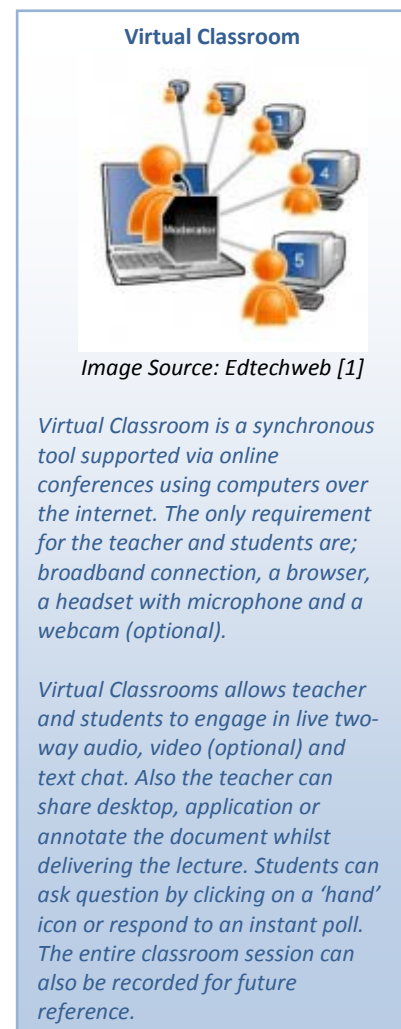 Virtual Classroom
2
3
4
Moderator
5
Image Source: Edtechweb [1]
Virtual Classroom is a synchronous
tool supported via online
conferences using computers over
the internet. The only requirement
for the teacher and students are;
broadband connection, a browser,
a headset with microphone and a
webcam (optional).
Virtual Classrooms allows teacher
and students to engage in live two-
way audio, video (optional) and
text chat. Also the teacher can
share desktop, application or
annotate the document whilst
delivering the lecture. Students can
ask question by clicking on a ‘hand’
icon or respond to an instant poll.
The entire classroom session can
also be recorded for future
reference.